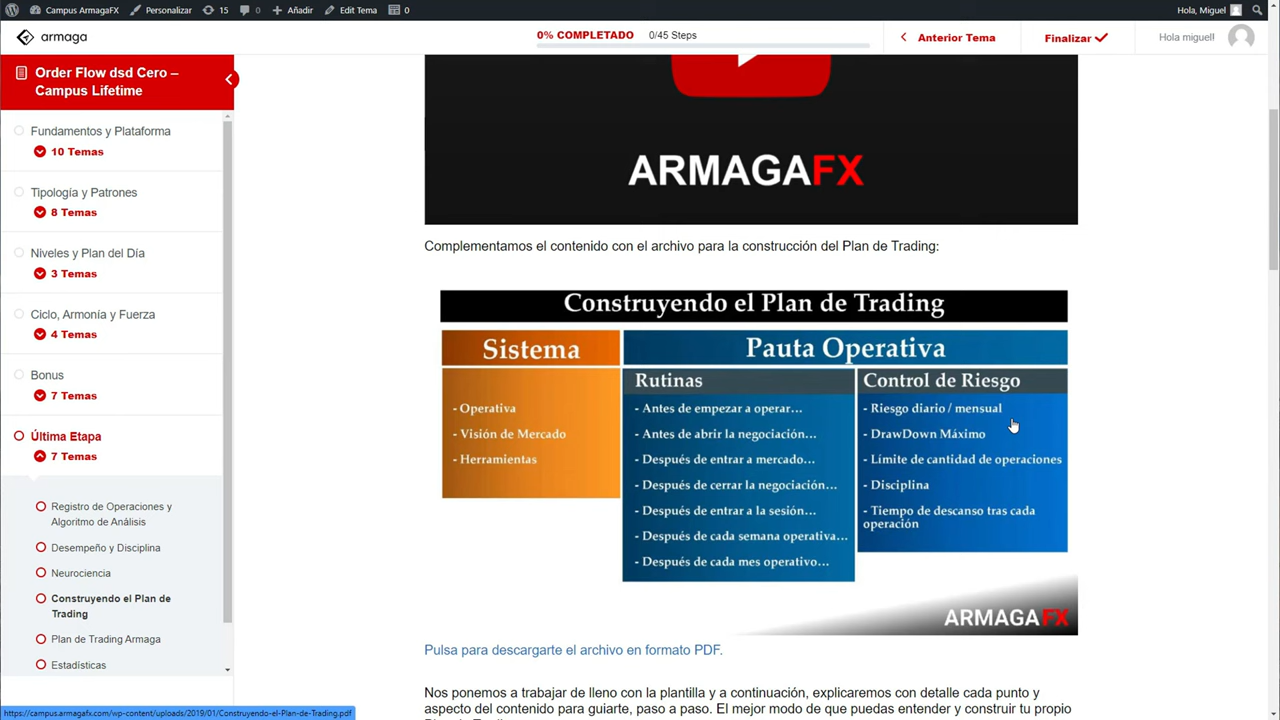 Campus ArmagaFX
Personalizar
15
0
Añadir
Edit Tema
0
Hola, Miguel
armaga
0% COMPLETADO
0/45 Steps
Anterior Tema
Finalizar
Hola miguel!
Order Flow dsd Cero –
Campus Lifetime
Fundamentos y Plataforma
10 Temas
Tipología y Patrones
8 Temas
Niveles y Plan del Día
3 Temas
Ciclo, Armonía y Fuerza
4 Temas
Bonus
7 Temas
Última Etapa
7 Temas
Registro de Operaciones y
Algoritmo de Análisis
Desempeño y Disciplina
Neurociencia
Construyendo el Plan de
Trading
Plan de Trading Armaga
Estadísticas
https://campus.armagafx.com/wp-content/uploads/2019/01/Construyendo-el-Plan-de-Trading.pdf
ARMAGAFX
Complementamos el contenido con el archivo para la construcción del Plan de Trading:
Construyendo el Plan de Trading
Sistema
- Operativa
- Visión de Mercado
- Herramientas
Pauta Operativa
Rutinas
- Antes de empezar a operar...
- Antes de abrir la negociación...
- Después de entrar a mercado...
- Después de cerrar la negociación...
- Después de entrar a la sesión...
- Después de cada semana operativa...
- Después de cada mes operativo...
Control de Riesgo
- Riesgo diario / mensual
- DrawDown Máximo
- Límite de cantidad de operaciones
- Disciplina
- Tiempo de descanso tras cada
operación
ARMAGAFX
Pulsa para descargarte el archivo en formato PDF.
Nos ponemos a trabajar de lleno con la plantilla y a continuación, explicaremos con detalle cada punto y
aspecto del contenido para guiarte, paso a paso. El mejor modo de que puedas entender y construir tu propio